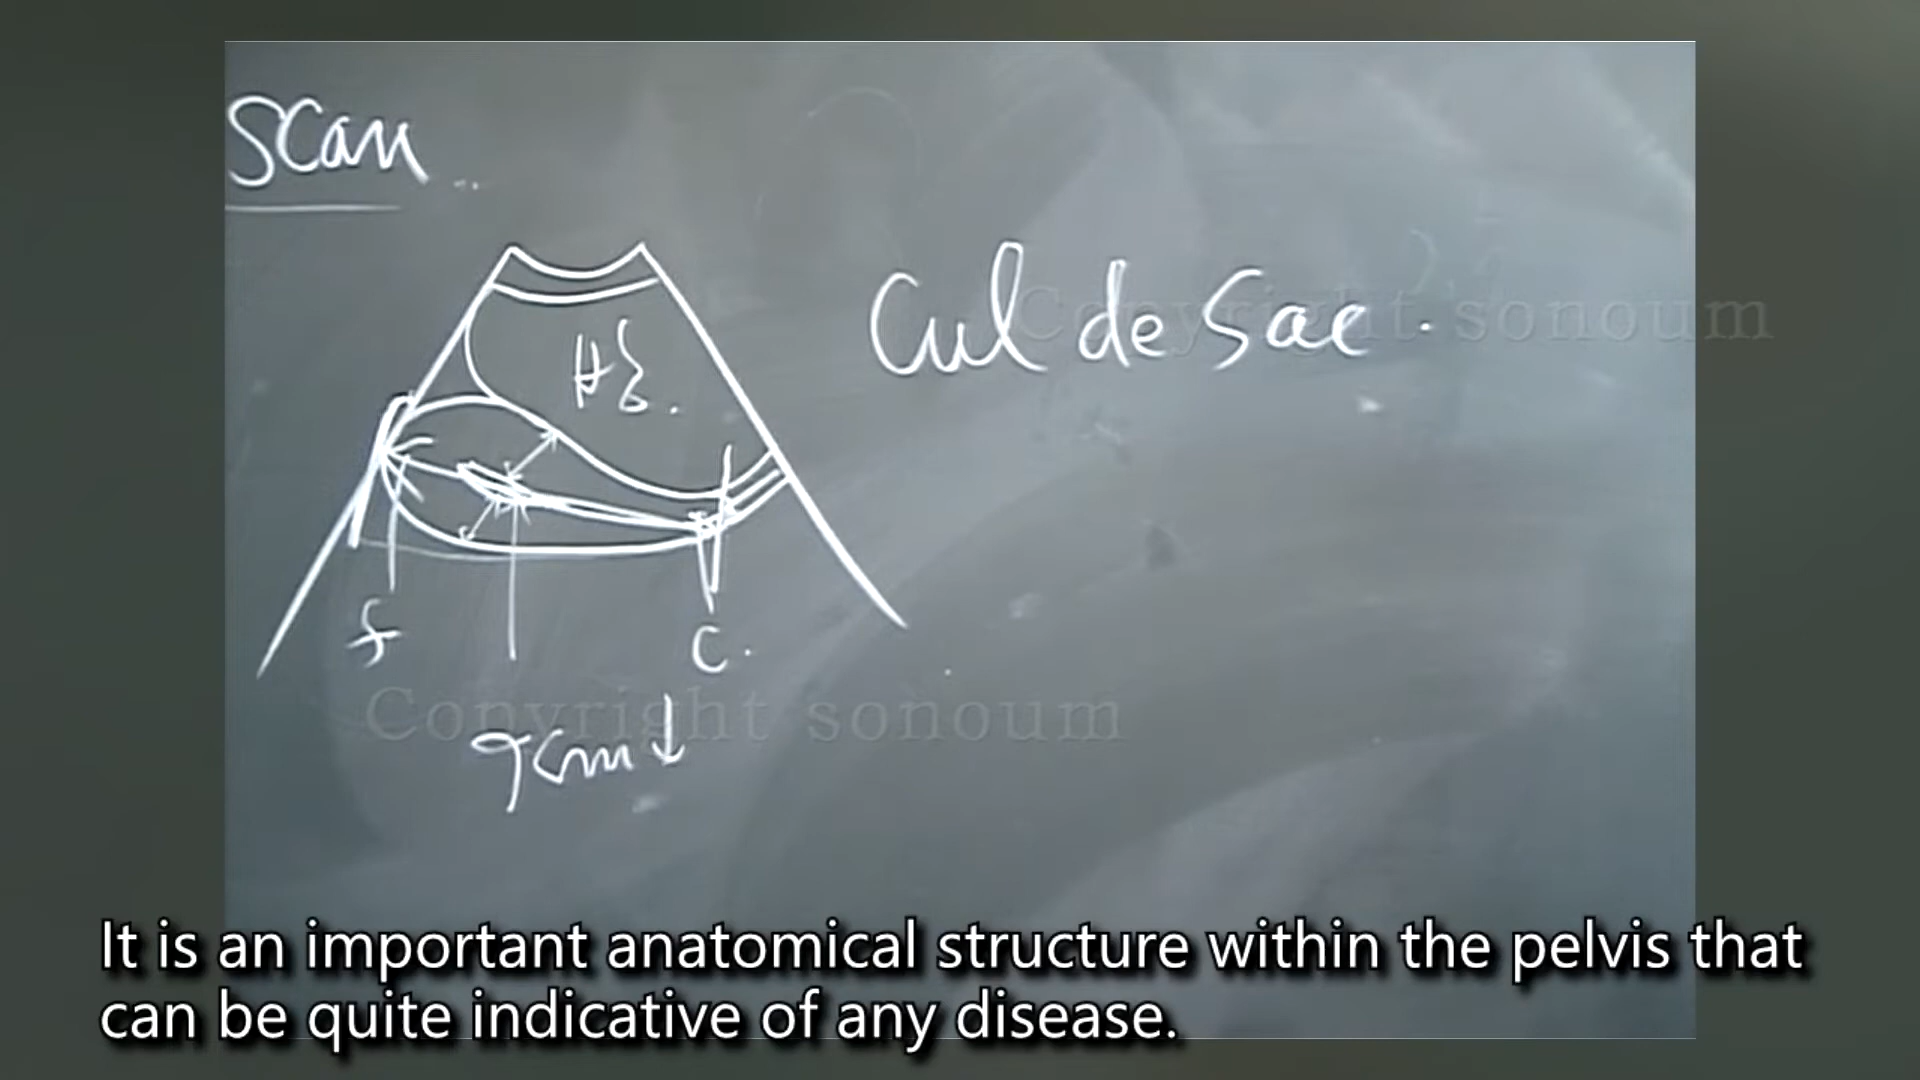 Scan
Cul de Sac.
Copyright sonoum
f
C.
Copyright sonoum
cm↓
It is an important anatomical structure within the pelvis that
can be quite indicative of any disease.